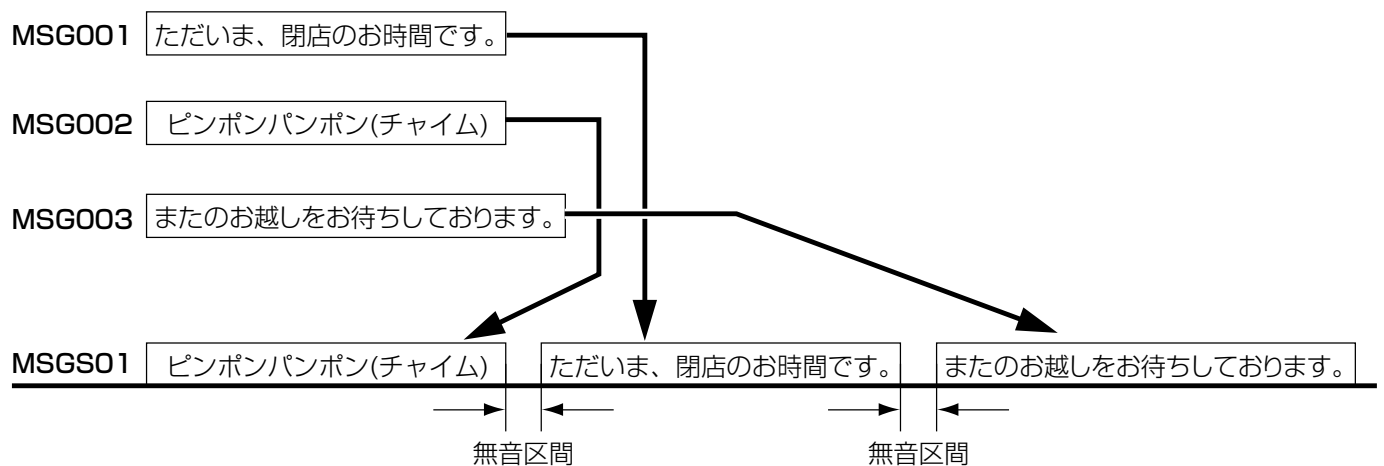 MSG001 ただいま、閉店のお時間です。
MSG002 ピンポンパンポン(チャイム)
MSG003 またのお越しをお待ちしております。
MSGS01 ピンポンパンポン(チャイム) ただいま、閉店のお時間です。 またのお越しをお待ちしております。
無音区間 無音区間